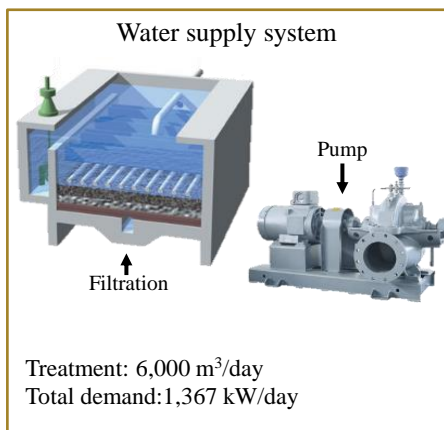 Water supply system
Pump
Filtration
Treatment: 6,000 m³/day
Total demand:1,367 kW/day